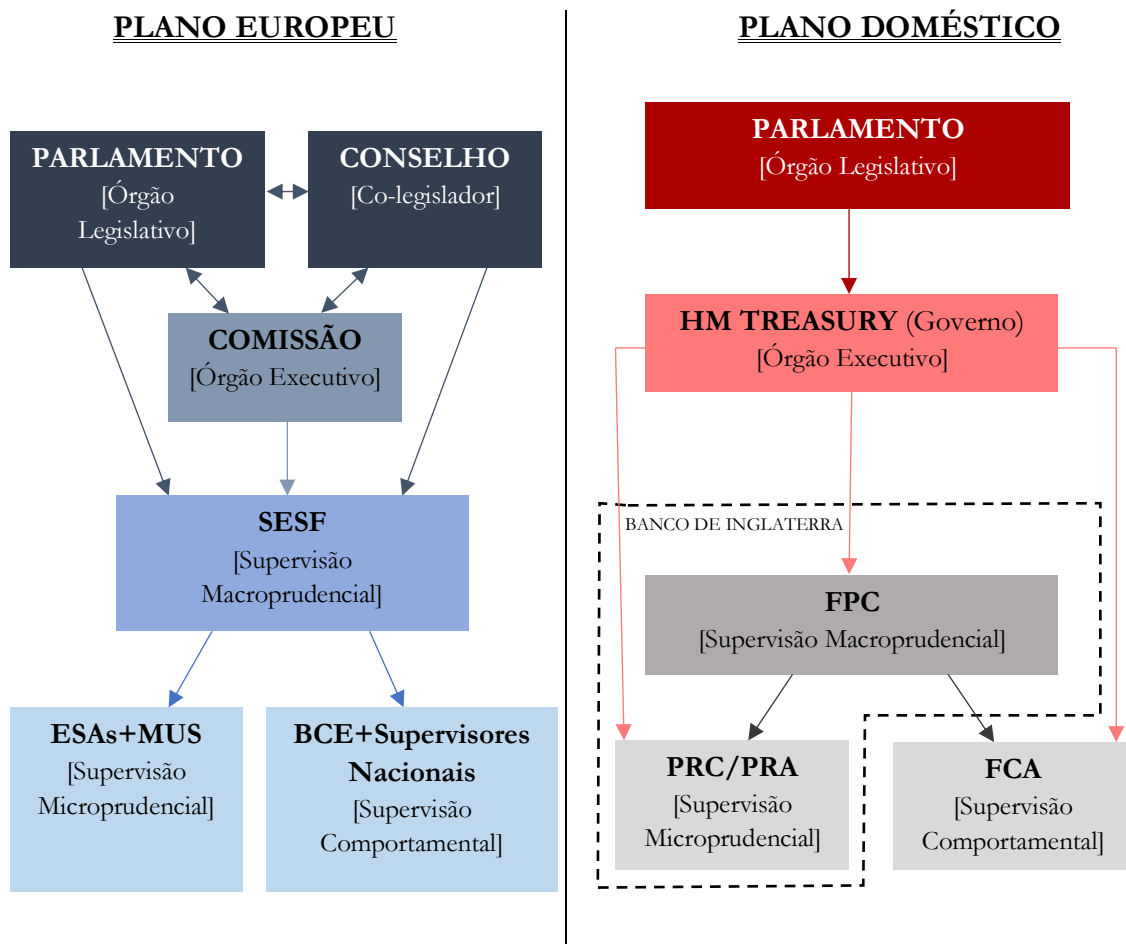 PLANO EUROPEU
PARLAMENTO
[Órgão
Legislativo]
CONSELHO
[Co-legislador]
COMISSÃO
[Órgão Executivo]
SESF
[Supervisão
Macroprudencial]
ESAs+MUS
[Supervisão
Microprudencial]
BCE+Supervisores
Nacionais
[Supervisão
Comportamental]
PLANO DOMÉSTICO
PARLAMENTO
[Órgão Legislativo]
HM TREASURY (Governo)
[Órgão Executivo]
BANCO DE INGLATERRA
FPC
[Supervisão Macroprudencial]
PRC/PRA
[Supervisão
Microprudencial]
FCA
[Supervisão
Comportamental]